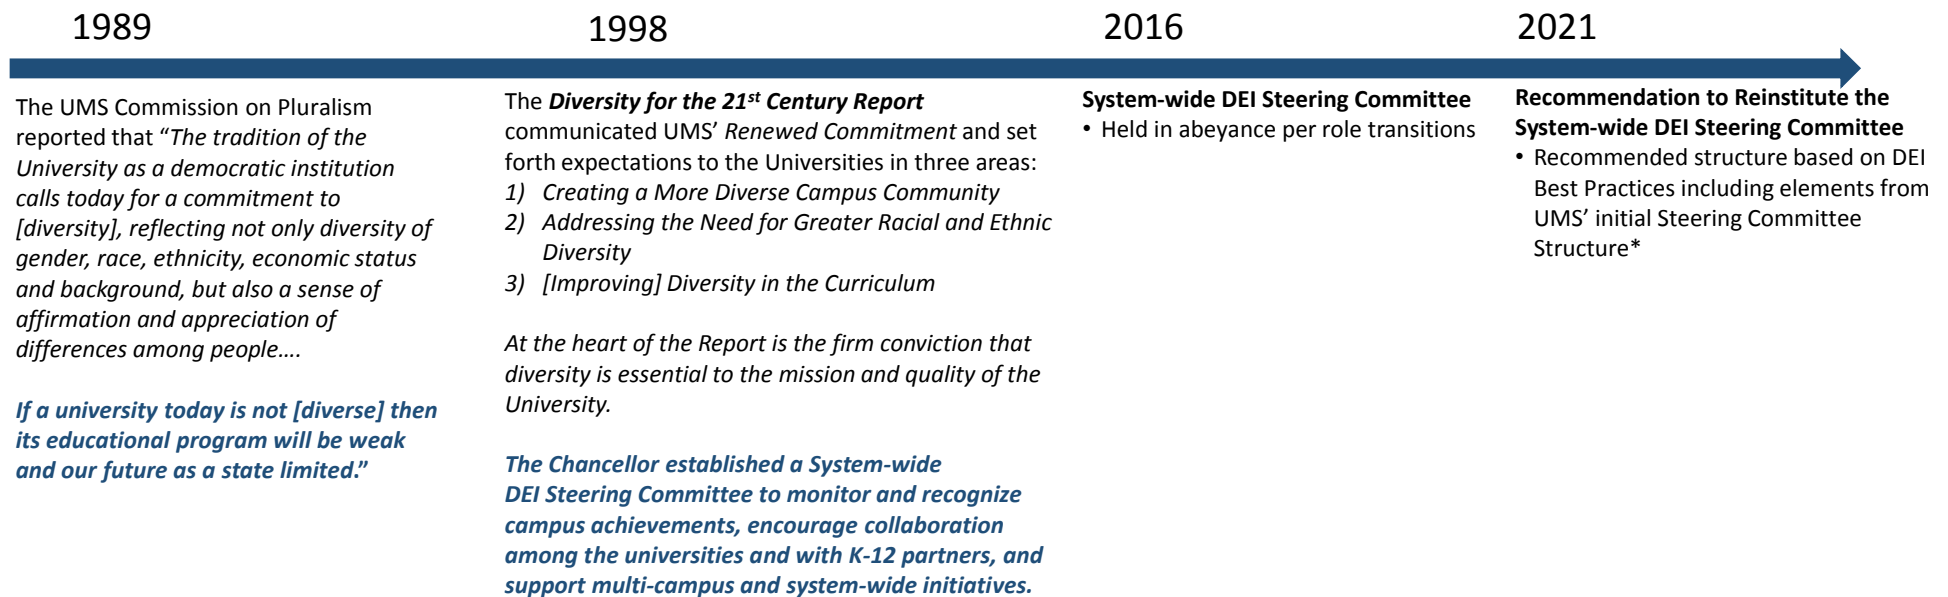 1989
1998
2016
2021
The UMS Commission on Pluralism
reported that “The tradition of the
University as a democratic institution
calls today for a commitment to
[diversity], reflecting not only diversity of
gender, race, ethnicity, economic status
and background, but also a sense of
affirmation and appreciation of
differences among people….
If a university today is not [diverse] then
its educational program will be weak
and our future as a state limited.”
The Diversity for the 21st Century Report
communicated UMS’ Renewed Commitment and set
forth expectations to the Universities in three areas:
1) Creating a More Diverse Campus Community
2) Addressing the Need for Greater Racial and Ethnic
Diversity
3) [Improving] Diversity in the Curriculum
At the heart of the Report is the firm conviction that
diversity is essential to the mission and quality of the
University.
The Chancellor established a System-wide
DEI Steering Committee to monitor and recognize
campus achievements, encourage collaboration
among the universities and with K-12 partners, and
support multi-campus and system-wide initiatives.
System-wide DEI Steering Committee
• Held in abeyance per role transitions
Recommendation to Reinstitute the
System-wide DEI Steering Committee
• Recommended structure based on DEI
Best Practices including elements from
UMS’ initial Steering Committee
Structure*